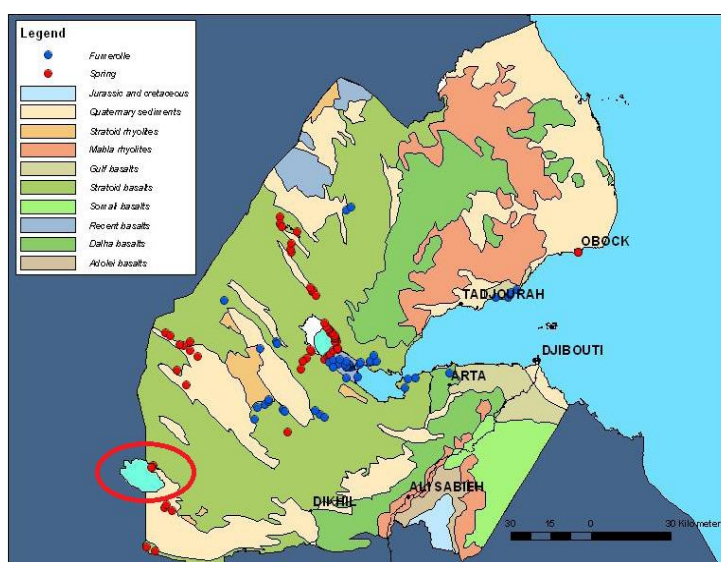 Legend
Fumerolle
Spring
Jurassic and cretaceous
Quaternary sediments
Stratoid rhyolites
Mabla rhyolites
Gulf basalts
Stratoid basalts
Somali basalts
Recent basalts
Dalha basalts
Adolei basalts
OBOCK
TADJOURAH
DJIBOUTI
ARTA
ALI SABIEH
DIKHIL
30 15 0 30 Kilometer